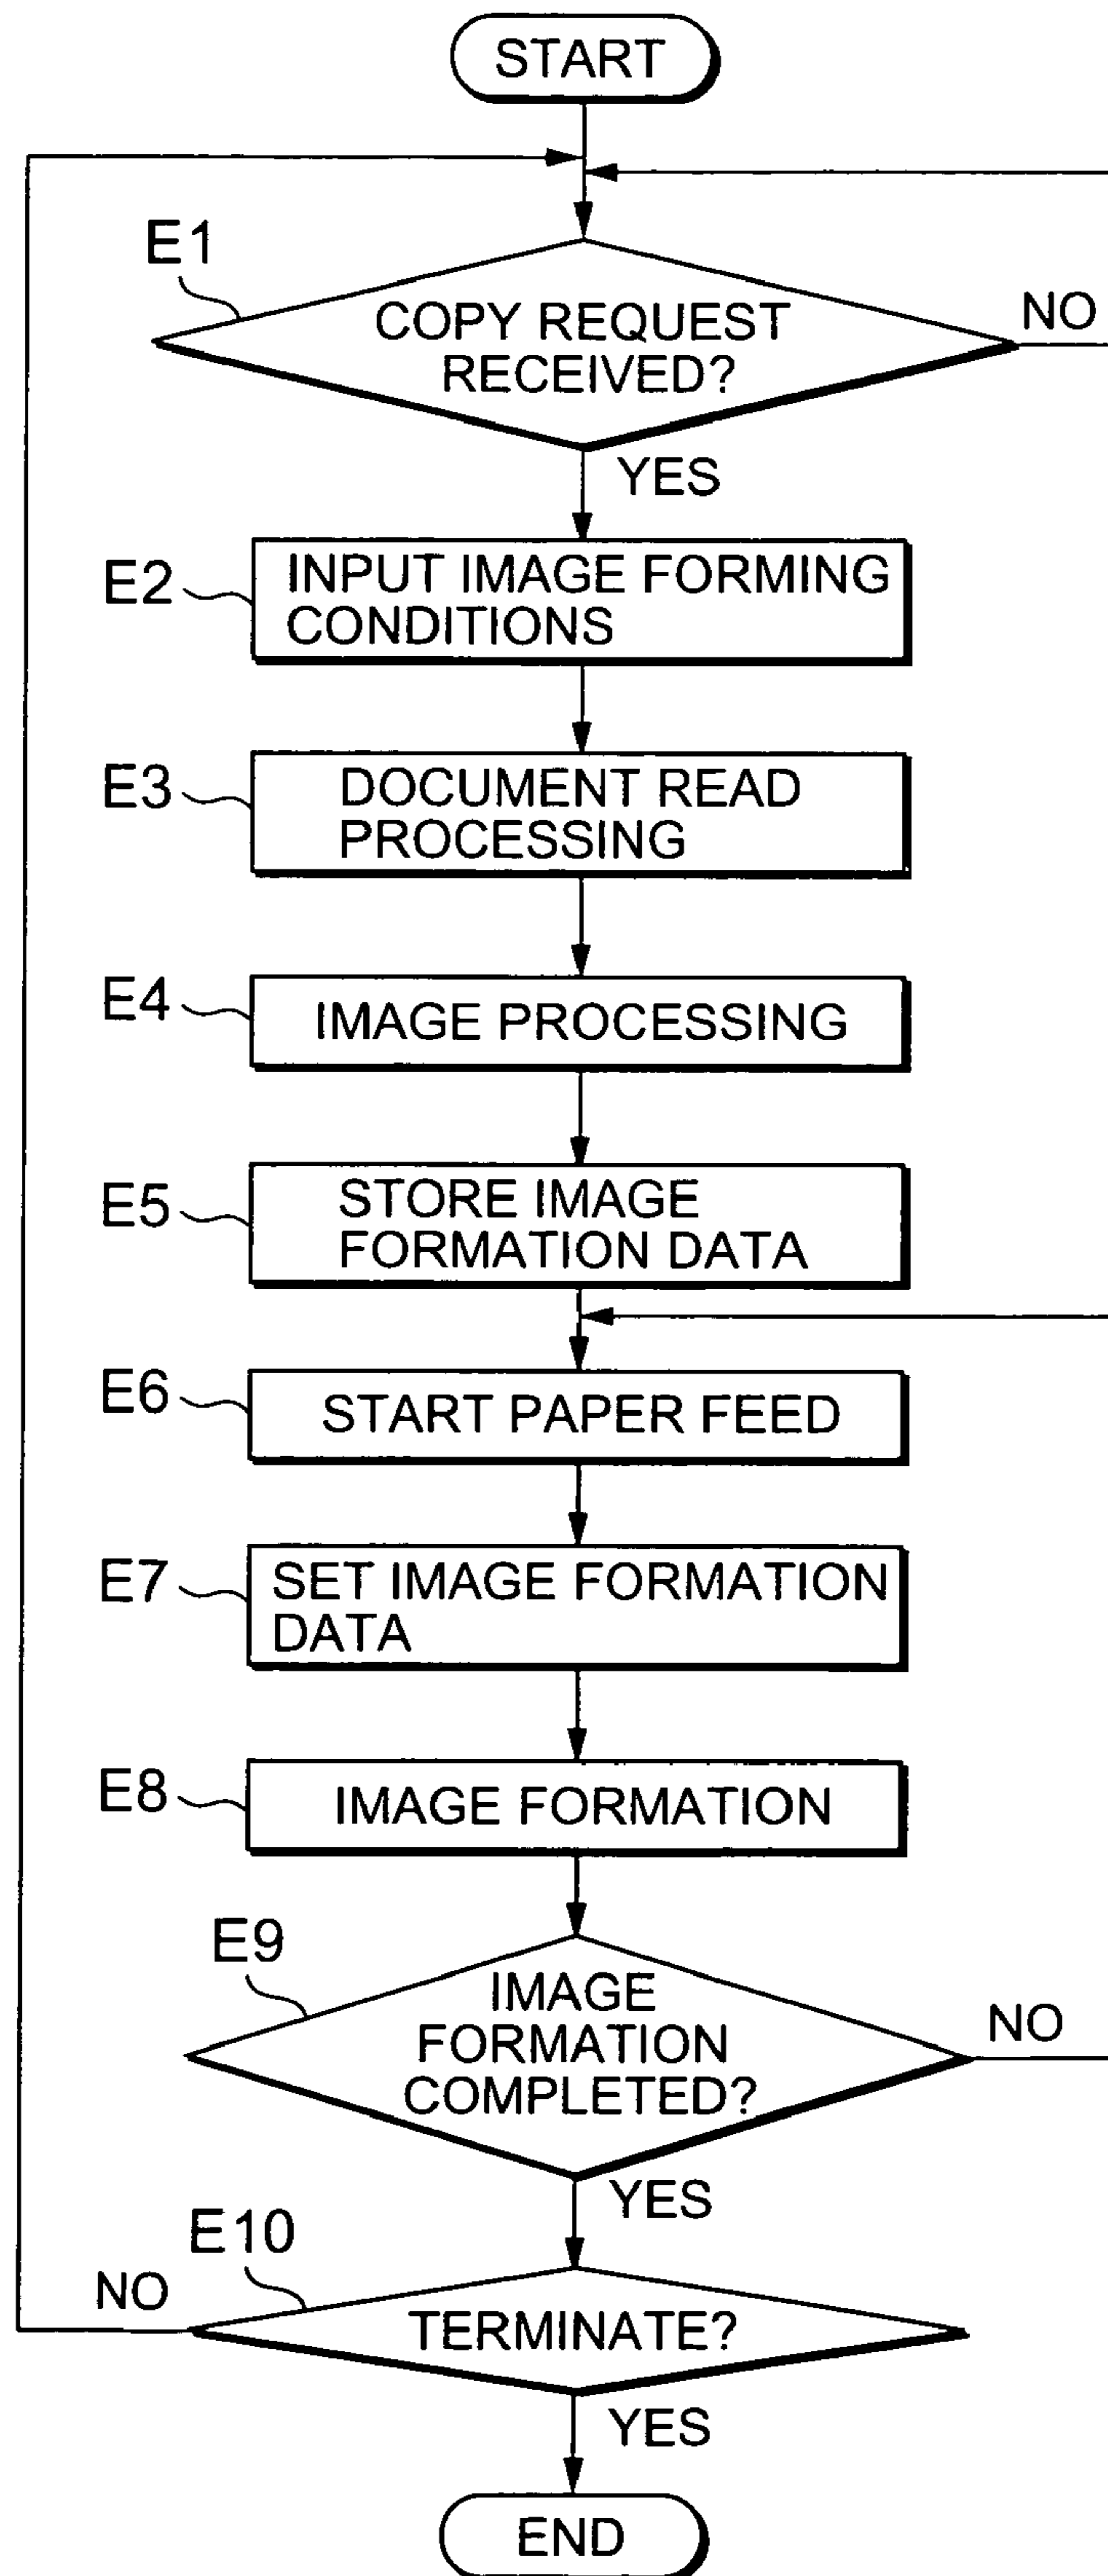 START
E1
COPY REQUEST
RECEIVED?
NO
YES
E2
INPUT IMAGE FORMING
CONDITIONS
E3
DOCUMENT READ
PROCESSING
E4
IMAGE PROCESSING
E5
STORE IMAGE
FORMATION DATA
E6
START PAPER FEED
E7
SET IMAGE FORMATION
DATA
E8
IMAGE FORMATION
E9
IMAGE
FORMATION
COMPLETED?
NO
YES
E10
NO
TERMINATE?
YES
END